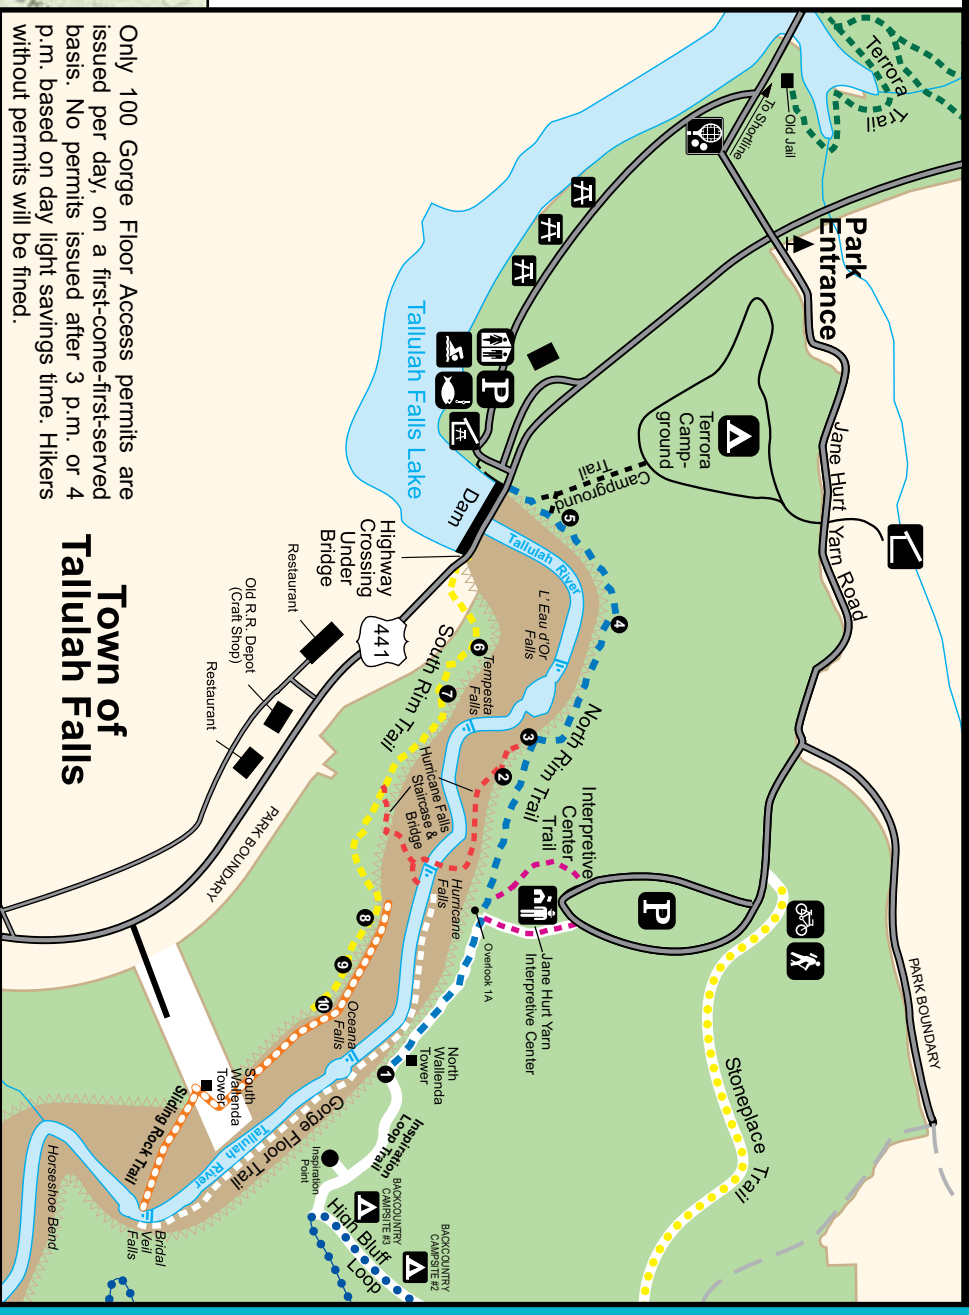 Only 100 Gorge Floor Access permits are
issued per day, on a first-come-first-served
basis. No permits issued after 3 p.m. or 4
p.m. based on day light savings time. Hikers
without permits will be fined.
Town of
Tallulah Falls
Terrora
Trail
Old Jail
To Shortline
Park
Entrance
Jane Hurt Yarn Road
Terrora
Camp-
ground
Campground
Trail
Tallulah Falls Lake
P
Dam
Highway
Crossing
Under
Bridge
Restaurant
Old R.R. Depot
(Craft Shop)
Restaurant
441
PARK BOUNDARY
Tallulah River
L' Eau d'Or
Falls
Tempesta
Falls
South Rim Trail
North Rim Trail
Hurricane Falls
Staircase &
Bridge
Hurricane
Falls
Interpretive
Center
Trail
P
Jane Hurt Yarn
Interpretive Center
Overlook 1A
PARK BOUNDARY
Stoneplace Trail
North
Wallenda
Tower
Oceana
Falls
South
Wallenda
Tower
Gorge Floor Trail
Tallulah River
Sliding Rock Trail
Bridal
Veil
Falls
Horseshoe Bend
Inspiration
Loop Trail
Inspiration
Point
BACKCOUNTRY
CAMPSITE #3
BACKCOUNTRY
CAMPSITE #2
High Bluff
Loop
1
2
3
4
5
6
7
8
9
10